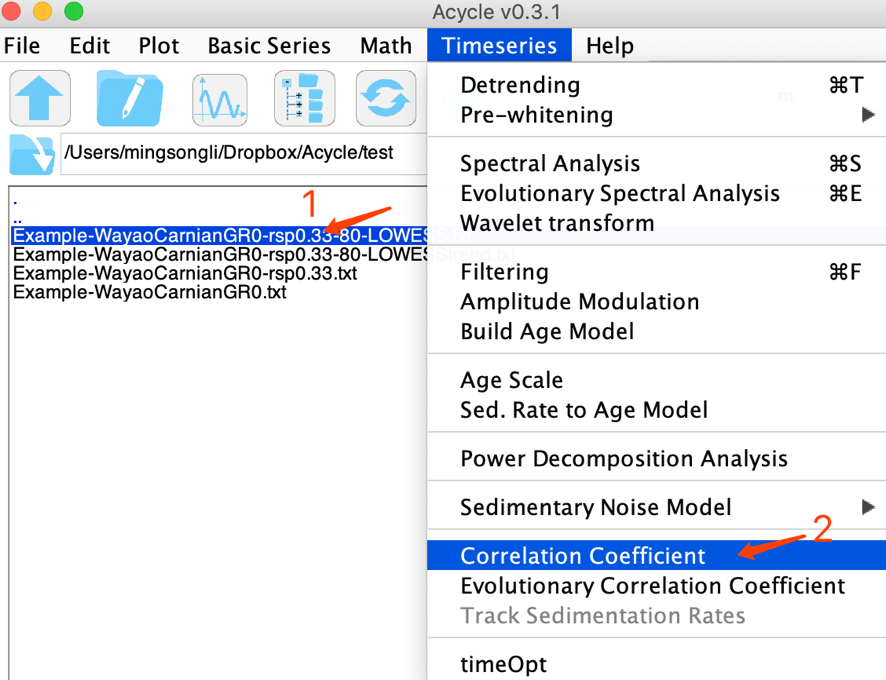 Acycle v0.3.1
File Edit Plot Basic Series Math Timeseries Help
/Users/mingsongli/Dropbox/Acycle/test
.
..
1
Example-WayaoCarnianGR0-rsp0.33-80-LOWES
Example-WayaoCarnianGR0-rsp0.33-80-LOWESStrend.txt
Example-WayaoCarnianGR0-rsp0.33.txt
Example-WayaoCarnianGR0.txt
Detrending ⌘T
Pre-whitening ▶
Spectral Analysis ⌘S
Evolutionary Spectral Analysis ⌘E
Wavelet transform
Filtering ⌘F
Amplitude Modulation
Build Age Model
Age Scale
Sed. Rate to Age Model
Power Decomposition Analysis
Sedimentary Noise Model ▶
2
Correlation Coefficient
Evolutionary Correlation Coefficient
Track Sedimentation Rates
timeOpt